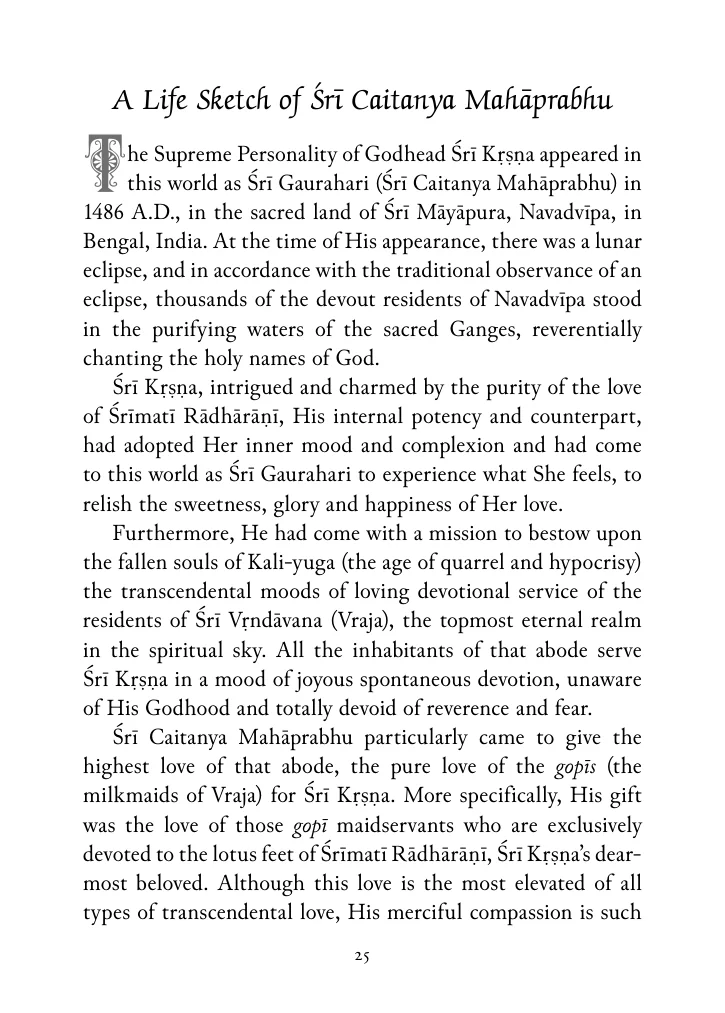 A Life Sketch of Śrī Caitanya Mahāprabhu
The Supreme Personality of Godhead Śrī Kṛṣṇa appeared in
this world as Śrī Gaurahari (Śrī Caitanya Mahāprabhu) in
1486 A.D., in the sacred land of Śrī Māyāpura, Navadvīpa, in
Bengal, India. At the time of His appearance, there was a lunar
eclipse, and in accordance with the traditional observance of an
eclipse, thousands of the devout residents of Navadvīpa stood
in the purifying waters of the sacred Ganges, reverentially
chanting the holy names of God.
Śrī Kṛṣṇa, intrigued and charmed by the purity of the love
of Śrīmatī Rādhārāṇī, His internal potency and counterpart,
had adopted Her inner mood and complexion and had come
to this world as Śrī Gaurahari to experience what She feels, to
relish the sweetness, glory and happiness of Her love.
Furthermore, He had come with a mission to bestow upon
the fallen souls of Kali-yuga (the age of quarrel and hypocrisy)
the transcendental moods of loving devotional service of the
residents of Śrī Vṛndāvana (Vraja), the topmost eternal realm
in the spiritual sky. All the inhabitants of that abode serve
Śrī Kṛṣṇa in a mood of joyous spontaneous devotion, unaware
of His Godhood and totally devoid of reverence and fear.
Śrī Caitanya Mahāprabhu particularly came to give the
highest love of that abode, the pure love of the gopīs (the
milkmaids of Vraja) for Śrī Kṛṣṇa. More specifically, His gift
was the love of those gopī maidservants who are exclusively
devoted to the lotus feet of Śrīmatī Rādhārāṇī, Śrī Kṛṣṇa's dear-
most beloved. Although this love is the most elevated of all
types of transcendental love, His merciful compassion is such
25